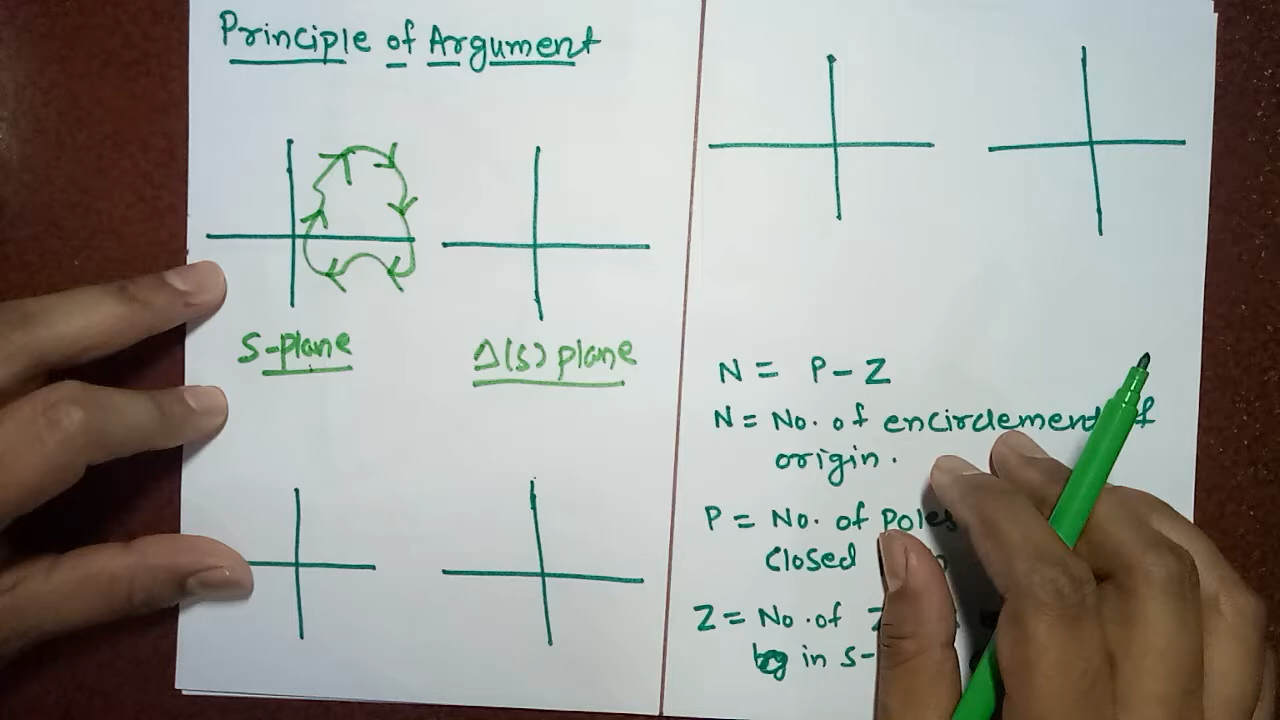 Principle of Argument
S-plane
Δ(s) plane
N = P - Z
N = No. of encirclement
origin.
P = No. of Poles
Closed
Z = No. of
in s-